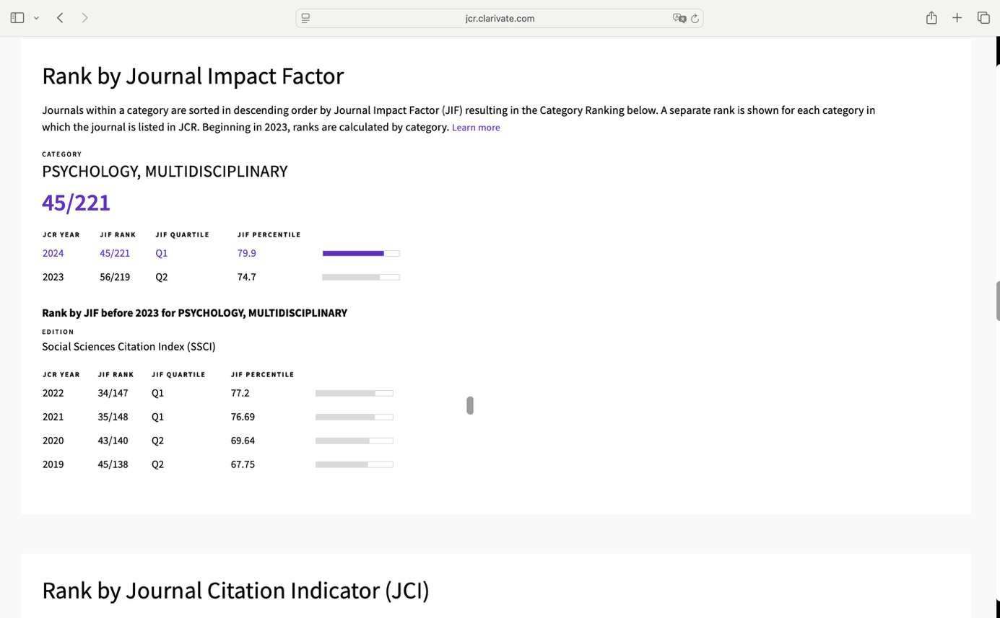 jcr.clarivate.com
Rank by Journal Impact Factor
Journals within a category are sorted in descending order by Journal Impact Factor (JIF) resulting in the Category Ranking below. A separate rank is shown for each category in
which the journal is listed in JCR. Beginning in 2023, ranks are calculated by category. Learn more
CATEGORY
PSYCHOLOGY, MULTIDISCIPLINARY
45/221
JCR YEAR JIF RANK JIF QUARTILE JIF PERCENTILE
2024 45/221 Q1 79.9
2023 56/219 Q2 74.7
Rank by JIF before 2023 for PSYCHOLOGY, MULTIDISCIPLINARY
EDITION
Social Sciences Citation Index (SSCI)
JCR YEAR JIF RANK JIF QUARTILE JIF PERCENTILE
2022 34/147 Q1 77.2
2021 35/148 Q1 76.69
2020 43/140 Q2 69.64
2019 45/138 Q2 67.75
Rank by Journal Citation Indicator (JCI)